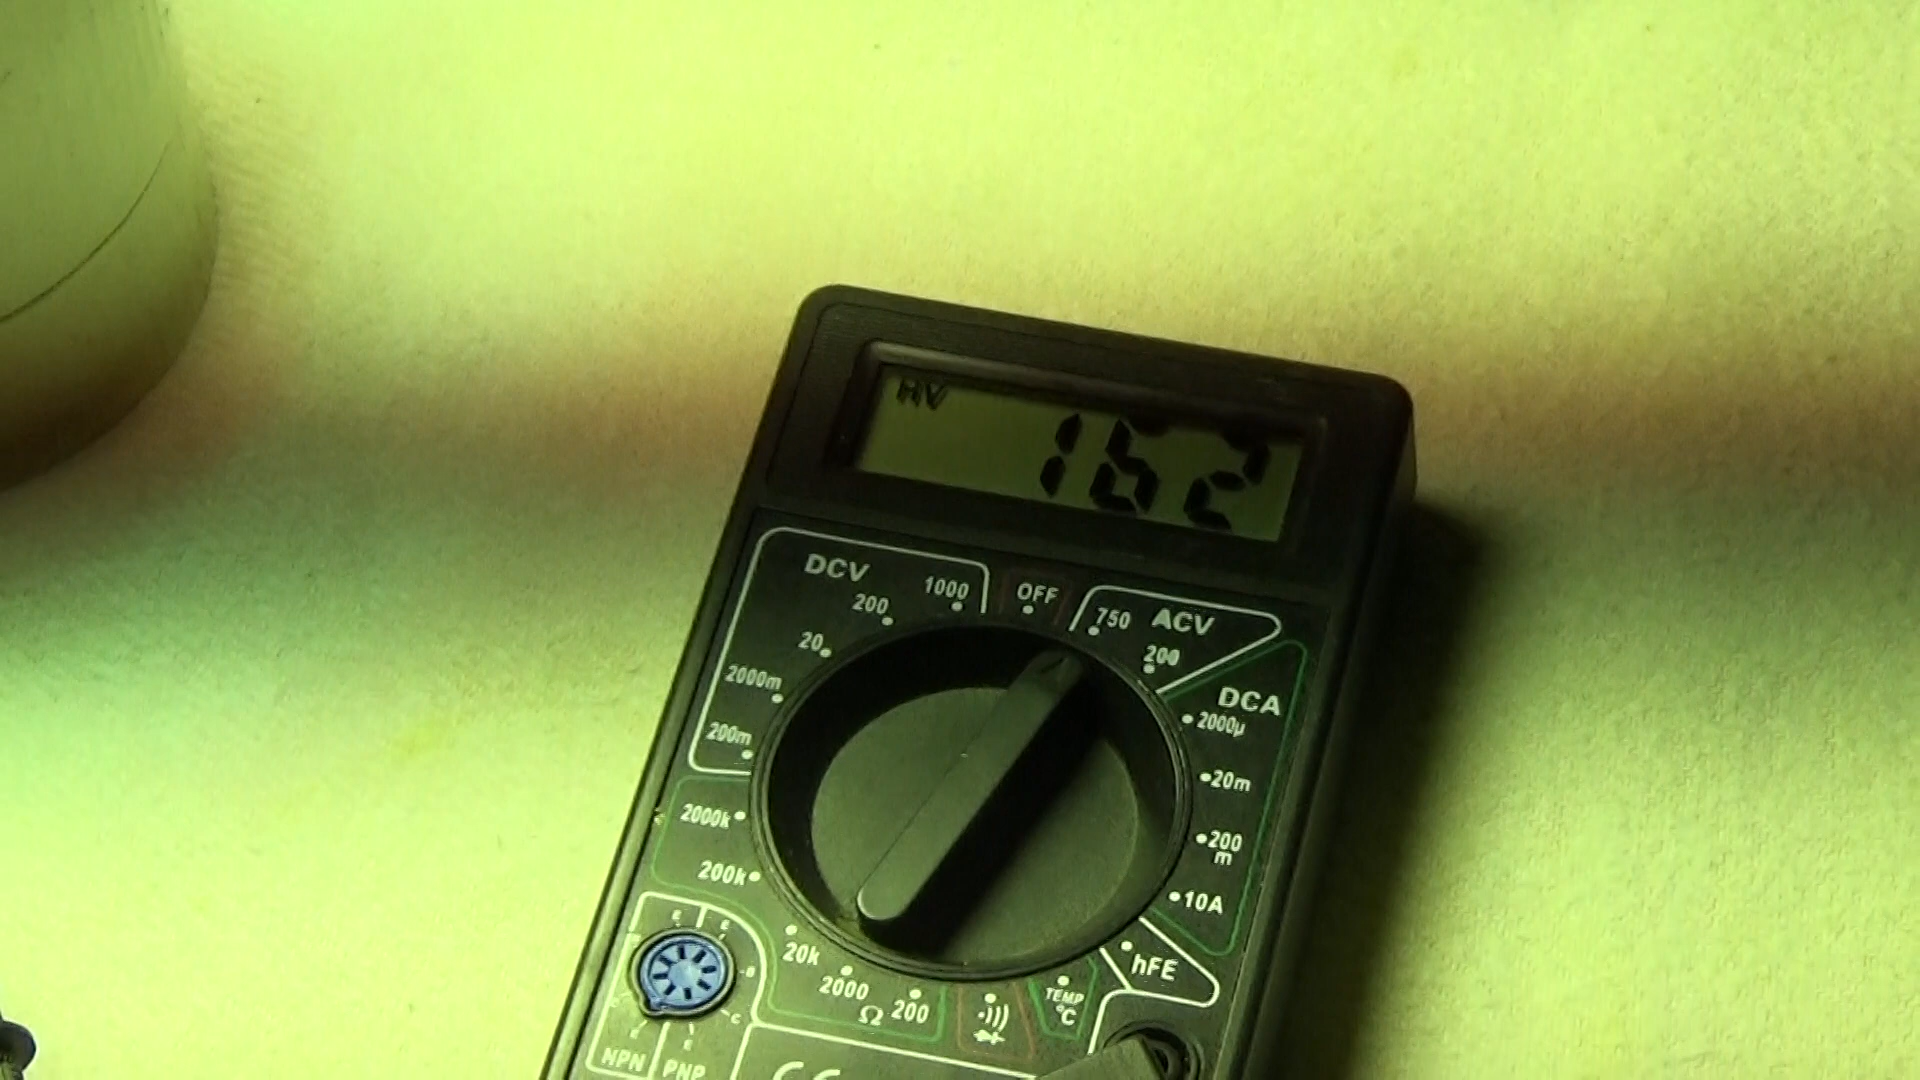 HV
162
DCV
1000
OFF
750
ACV
200
200
20
2000m
DCA
2000µ
200m
20m
2000k
200
m
200k
10A
E
E
B
20k
hFE
2000
Ω
200
TEMP
°C
C
E
E
NPN
PNP
CE